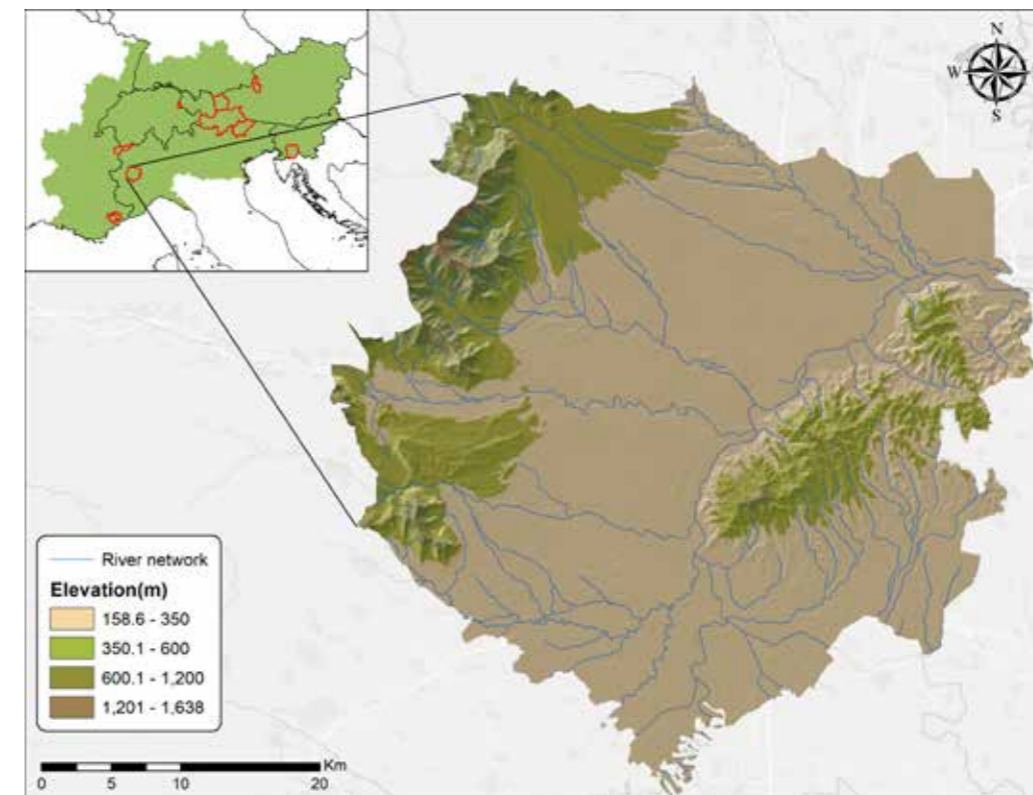 N
W
S
River network
Elevation(m)
158.6 - 350
350.1 - 600
600.1 - 1,200
1,201 - 1,638
Km
0 5 10 20